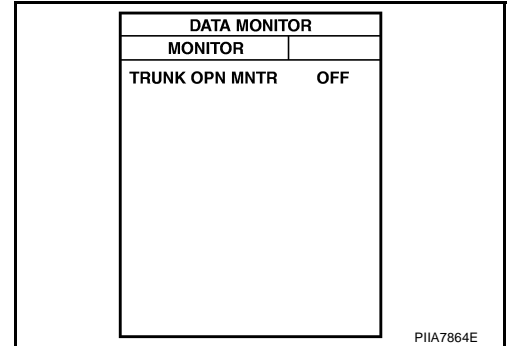 DATA MONITOR
MONITOR
TRUNK OPN MNTR OFF
PIIA7864E